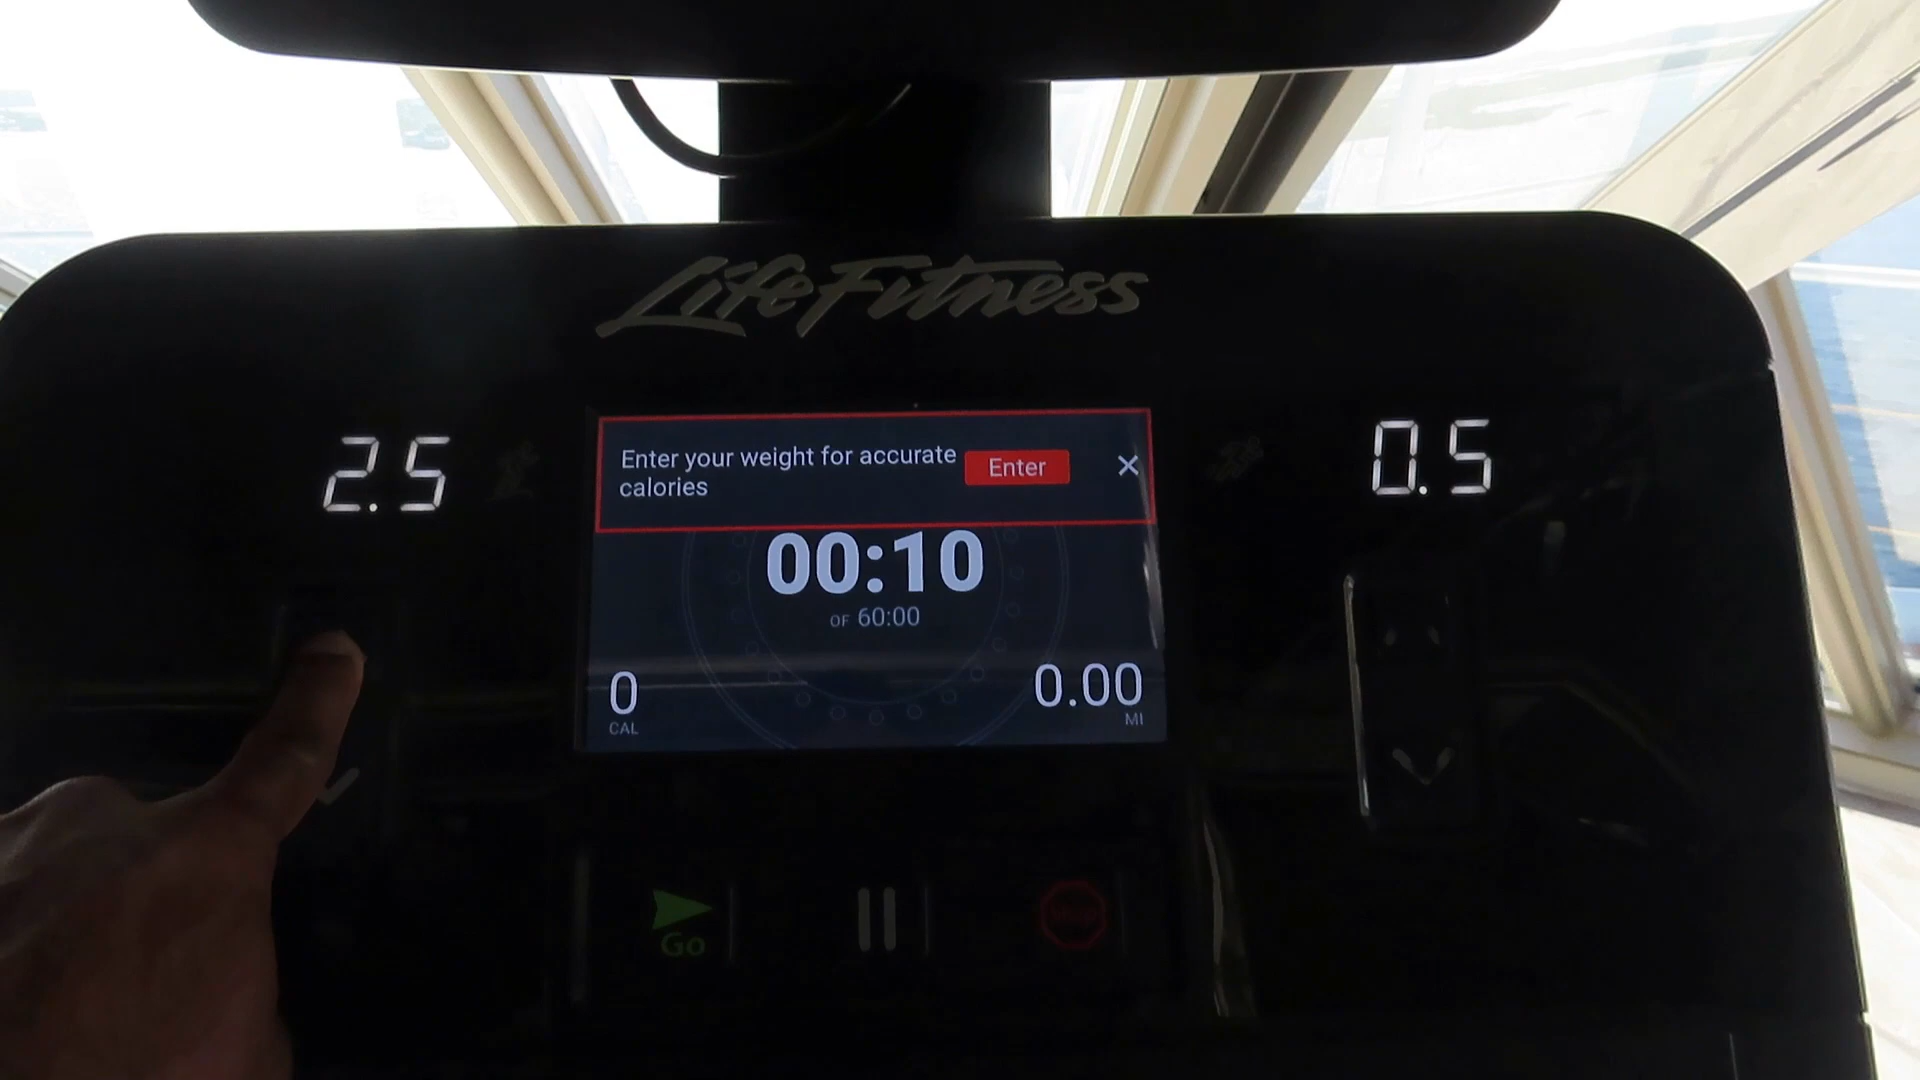 LifeFitness
2.5
Enter your weight for accurate
calories
Enter
0.5
00:10
OF 60:00
0
CAL
0.00
MI
Go
STOP